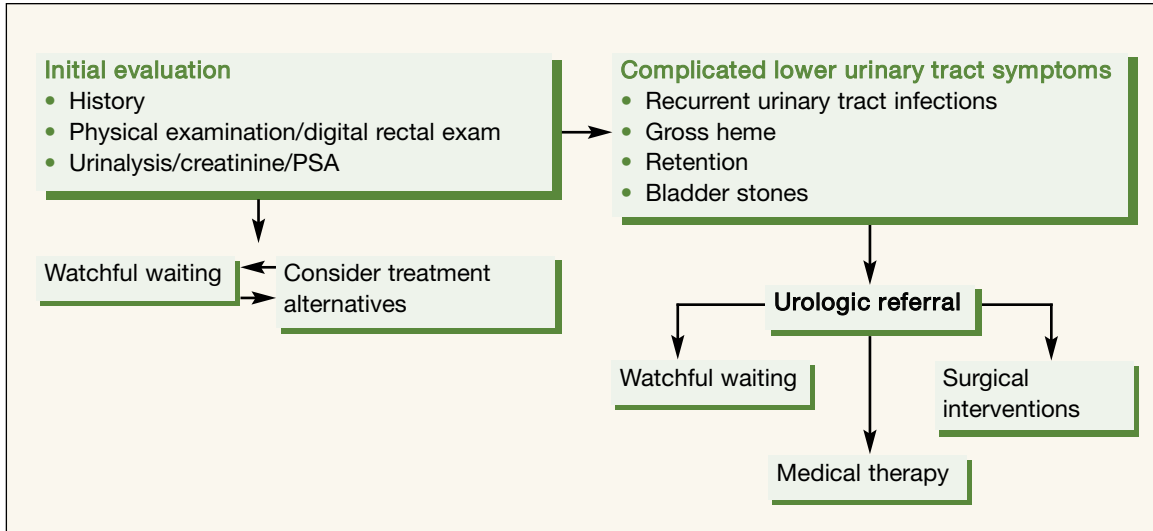 Initial evaluation
• History
• Physical examination/digital rectal exam
• Urinalysis/creatinine/PSA
Complicated lower urinary tract symptoms
• Recurrent urinary tract infections
• Gross heme
• Retention
• Bladder stones
Watchful waiting
Consider treatment
alternatives
Urologic referral
Watchful waiting
Surgical
interventions
Medical therapy